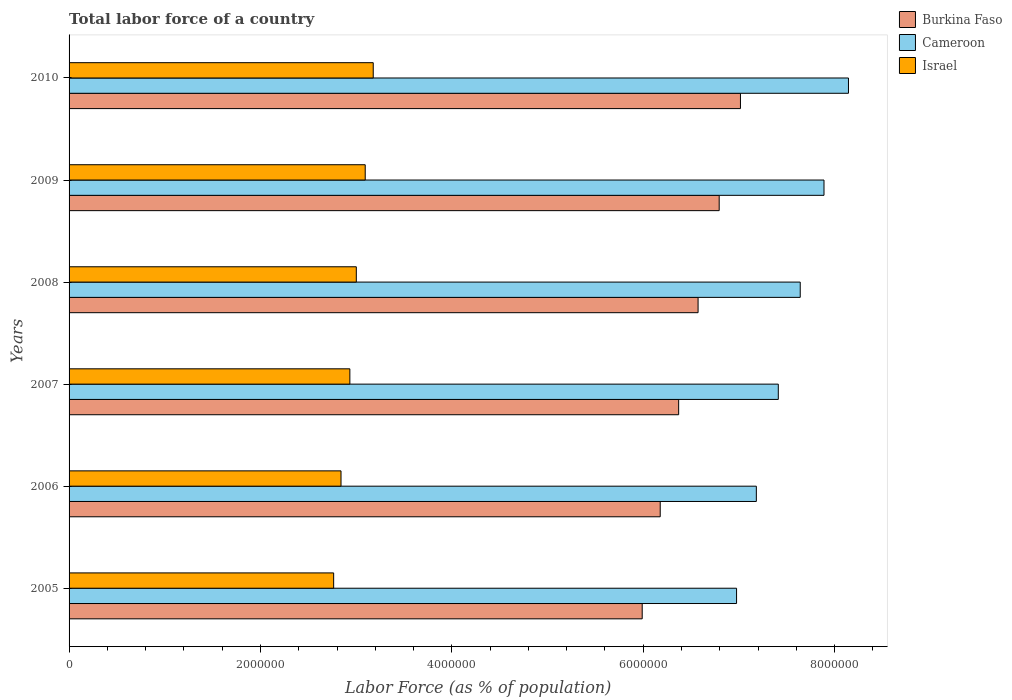 Total labor force of a country
Burkina Faso
Cameroon
Israel
2010
2009
2008
2007
2006
2005
Years
0
2000000
4000000
6000000
8000000
Labor Force (as % of population)